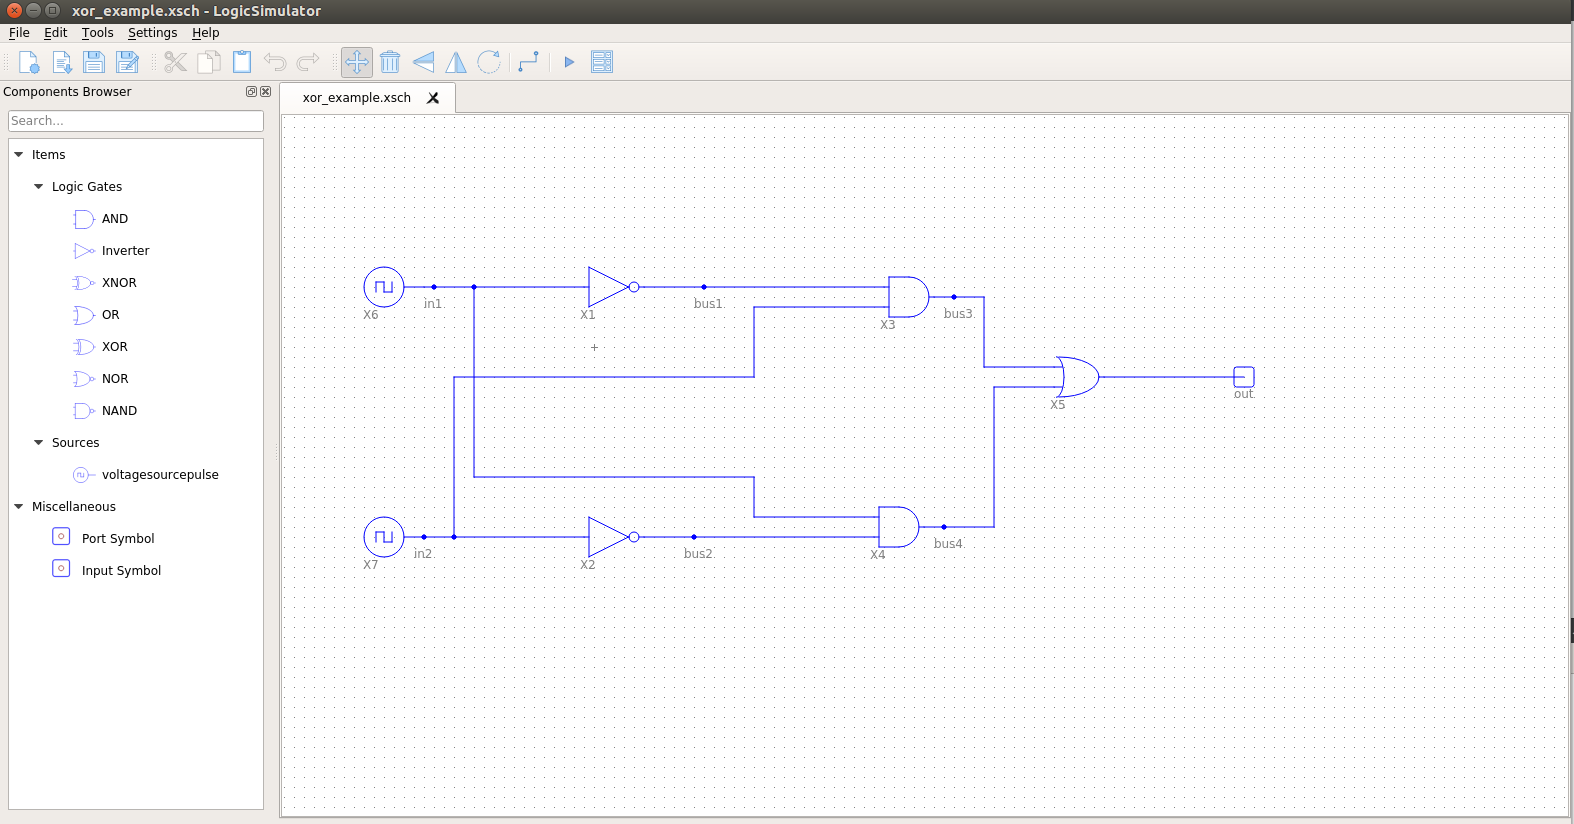 xor_example.xsch - LogicSimulator
File Edit Tools Settings Help
Components Browser
Search...
Items
Logic Gates
AND
Inverter
XNOR
OR
XOR
NOR
NAND
Sources
voltagesourcepulse
Miscellaneous
Port Symbol
Input Symbol
xor_example.xsch
in1
X6
X1
bus1
X3
bus3
X5
out
in2
X7
X2
bus2
X4
bus4